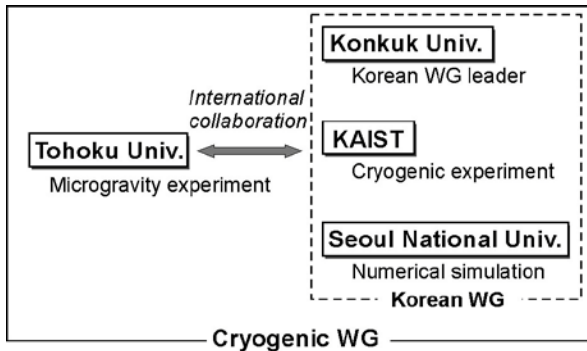 Konkuk Univ.
Korean WG leader
International
collaboration
KAIST
Tohoku Univ.
Cryogenic experiment
Microgravity experiment
Seoul National Univ.
Numerical simulation
Korean WG
Cryogenic WG